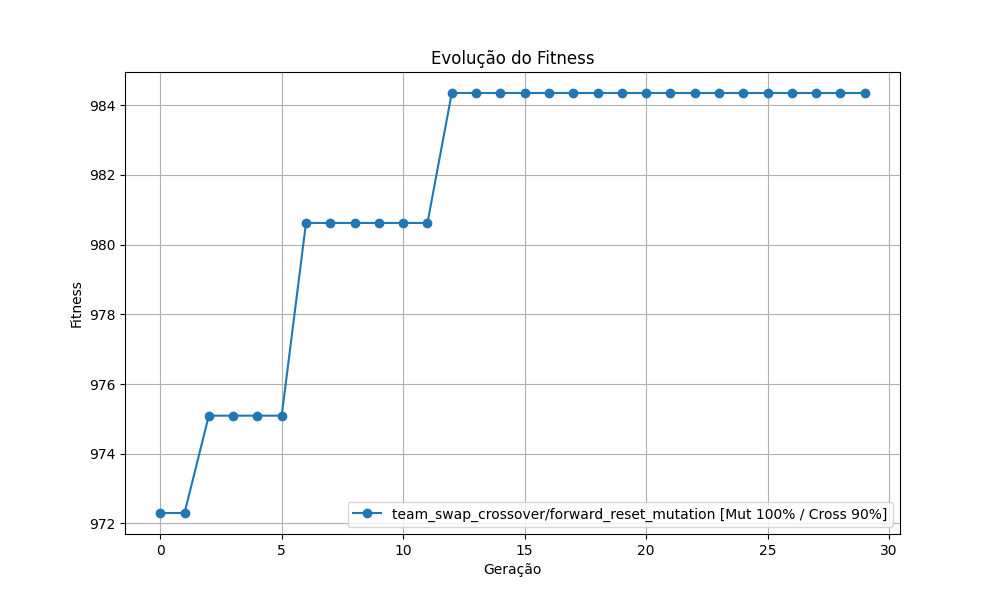 Evolução do Fitness
Fitness
984
982
980
978
976
974
972
team_swap_crossover/forward_reset_mutation [Mut 100% / Cross 90%]
0 5 10 15 20 25 30
Geração